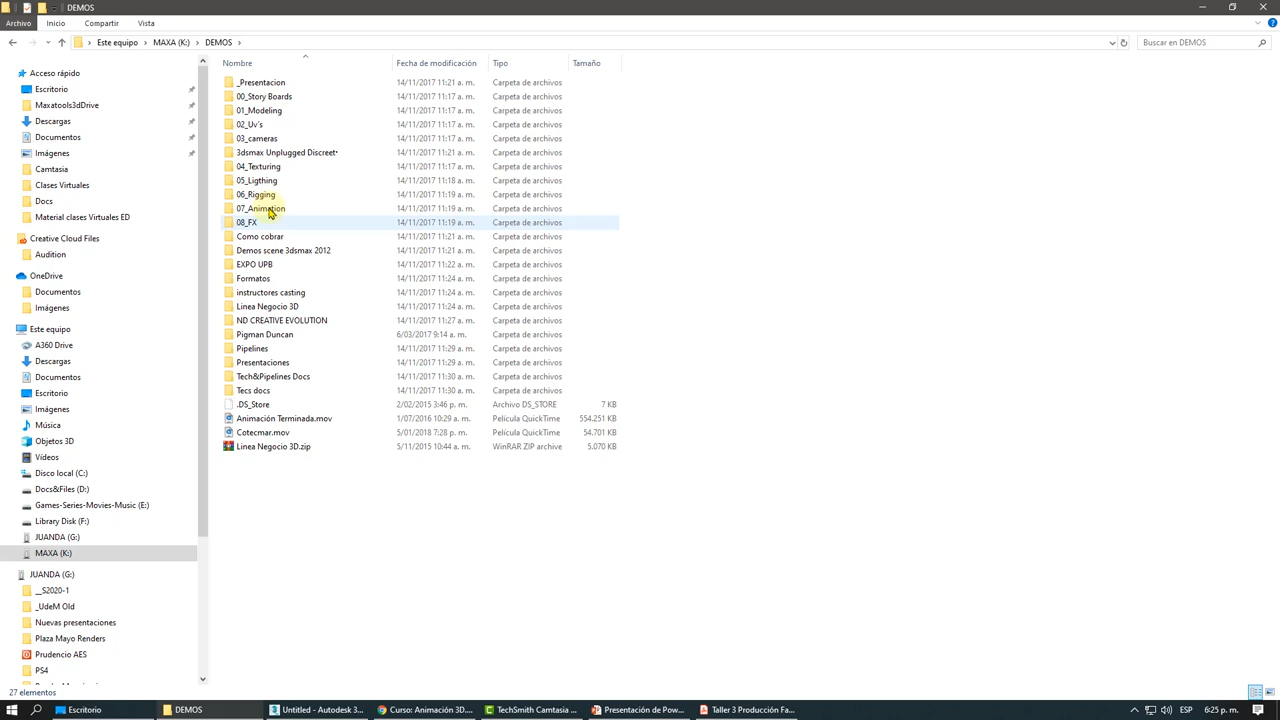 DEMOS
Archivo Inicio Compartir Vista
Este equipo MAXA (K:) DEMOS Buscar en DEMOS
Nombre Fecha de modificación Tipo Tamaño
_Presentacion 14/11/2017 11:21 a. m. Carpeta de archivos
00_Story Boards 14/11/2017 11:17 a. m. Carpeta de archivos
01_Modeling 14/11/2017 11:17 a. m. Carpeta de archivos
02_Uv´s 14/11/2017 11:17 a. m. Carpeta de archivos
03_cameras 14/11/2017 11:17 a. m. Carpeta de archivos
3dsmax Unplugged Discreet· 14/11/2017 11:21 a. m. Carpeta de archivos
04_Texturing 14/11/2017 11:17 a. m. Carpeta de archivos
05_Ligthing 14/11/2017 11:18 a. m. Carpeta de archivos
06_Rigging 14/11/2017 11:19 a. m. Carpeta de archivos
07_Animation 14/11/2017 11:19 a. m. Carpeta de archivos
08_FX 14/11/2017 11:19 a. m. Carpeta de archivos
Como cobrar 14/11/2017 11:21 a. m. Carpeta de archivos
Demos scene 3dsmax 2012 14/11/2017 11:21 a. m. Carpeta de archivos
EXPO UPB 14/11/2017 11:22 a. m. Carpeta de archivos
Formatos 14/11/2017 11:24 a. m. Carpeta de archivos
instructores casting 14/11/2017 11:24 a. m. Carpeta de archivos
Linea Negocio 3D 14/11/2017 11:24 a. m. Carpeta de archivos
ND CREATIVE EVOLUTION 14/11/2017 11:27 a. m. Carpeta de archivos
Pigman Duncan 6/03/2017 9:14 a. m. Carpeta de archivos
Pipelines 14/11/2017 11:29 a. m. Carpeta de archivos
Presentaciones 14/11/2017 11:29 a. m. Carpeta de archivos
Tech&Pipelines Docs 14/11/2017 11:30 a. m. Carpeta de archivos
Tecs docs 14/11/2017 11:30 a. m. Carpeta de archivos
.DS_Store 2/02/2015 3:46 p. m. Archivo DS_STORE 7 KB
Animación Terminada.mov 1/07/2016 10:29 a. m. Película QuickTime 554.251 KB
Cotecmar.mov 5/01/2018 7:28 p. m. Película QuickTime 54.701 KB
Linea Negocio 3D.zip 5/11/2015 10:44 a. m. WinRAR ZIP archive 5.070 KB
Acceso rápido
Escritorio
Maxatools3dDrive
Descargas
Documentos
Imágenes
Camtasia
Clases Virtuales
Docs
Material clases Virtuales ED
Creative Cloud Files
Audition
OneDrive
Documentos
Imágenes
Este equipo
A360 Drive
Descargas
Documentos
Escritorio
Imágenes
Música
Objetos 3D
Vídeos
Disco local (C:)
Docs&Files (D:)
Games-Series-Movies-Music (E:)
Library Disk (F:)
JUANDA (G:)
MAXA (K:)
JUANDA (G:)
__S2020-1
_UdeM Old
Nuevas presentaciones
Plaza Mayo Renders
Prudencio AES
PS4
27 elementos
Escritorio DEMOS Untitled - Autodesk 3... Curso: Animación 3D... TechSmith Camtasia ... Presentación de Pow... Taller 3 Producción Fa... ESP 6:25 p. m.